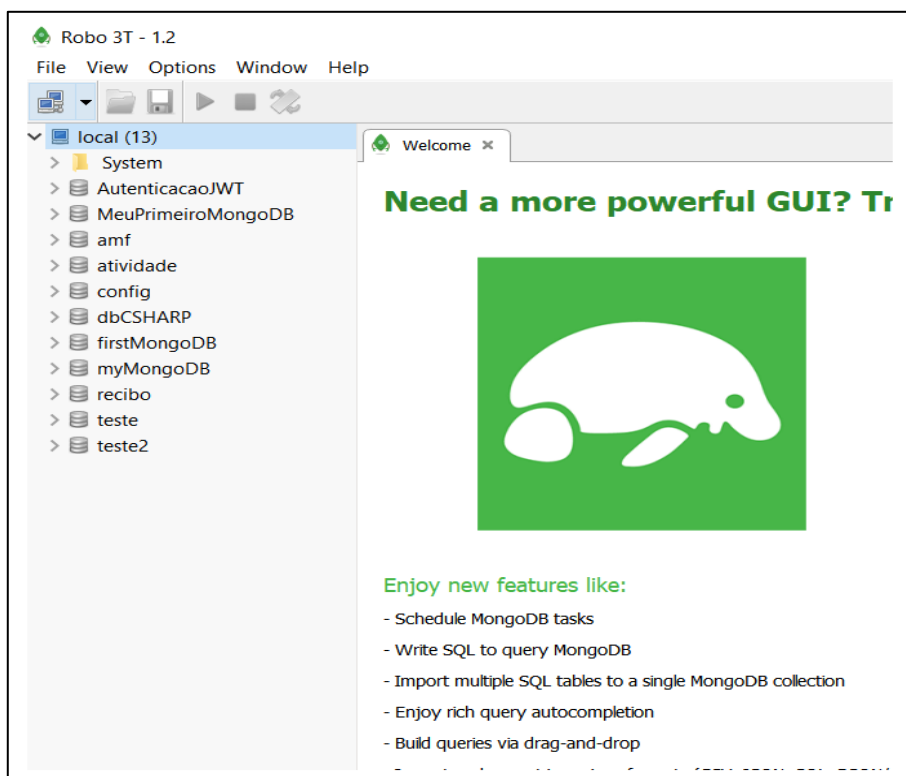 Robo 3T - 1.2
File View Options Window Help
local (13)
System
AutenticacaoJWT
MeuPrimeiroMongoDB
amf
atividade
config
dbCSHARP
firstMongoDB
myMongoDB
recibo
teste
teste2
Welcome
Need a more powerful GUI? Tr
Enjoy new features like:
- Schedule MongoDB tasks
- Write SQL to query MongoDB
- Import multiple SQL tables to a single MongoDB collection
- Enjoy rich query autocompletion
- Build queries via drag-and-drop